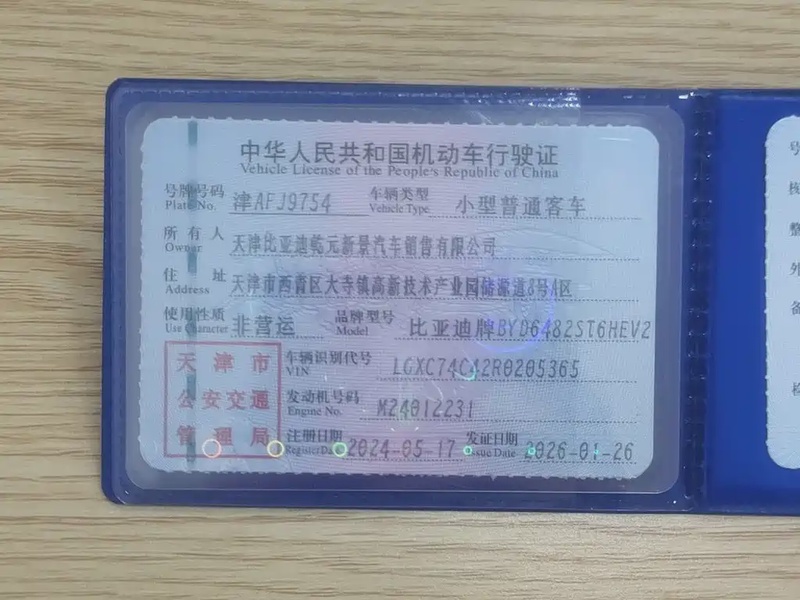 中华人民共和国机动车行驶证
Vehicle License of the People's Republic of China
号牌号码 津AFJ9754 车辆类型 小型普通客车
Plate No. Vehicle Type
所有人 天津比亚迪乾元新景汽车销售有限公司
Owner
住址 天津市西青区大寺镇高新技术产业园储源道8号A区
Address
使用性质 非营运 品牌型号 比亚迪牌BYD6482ST6HEV2
Use Character Model
天津市 车辆识别代号 LGXC74C42R0205365
VIN
公安交通 发动机号码 M24012231
Engine No.
管理局 注册日期 2024-05-17 发证日期 2026-01-26
Register Date Issue Date
号
核
整
外
备
检